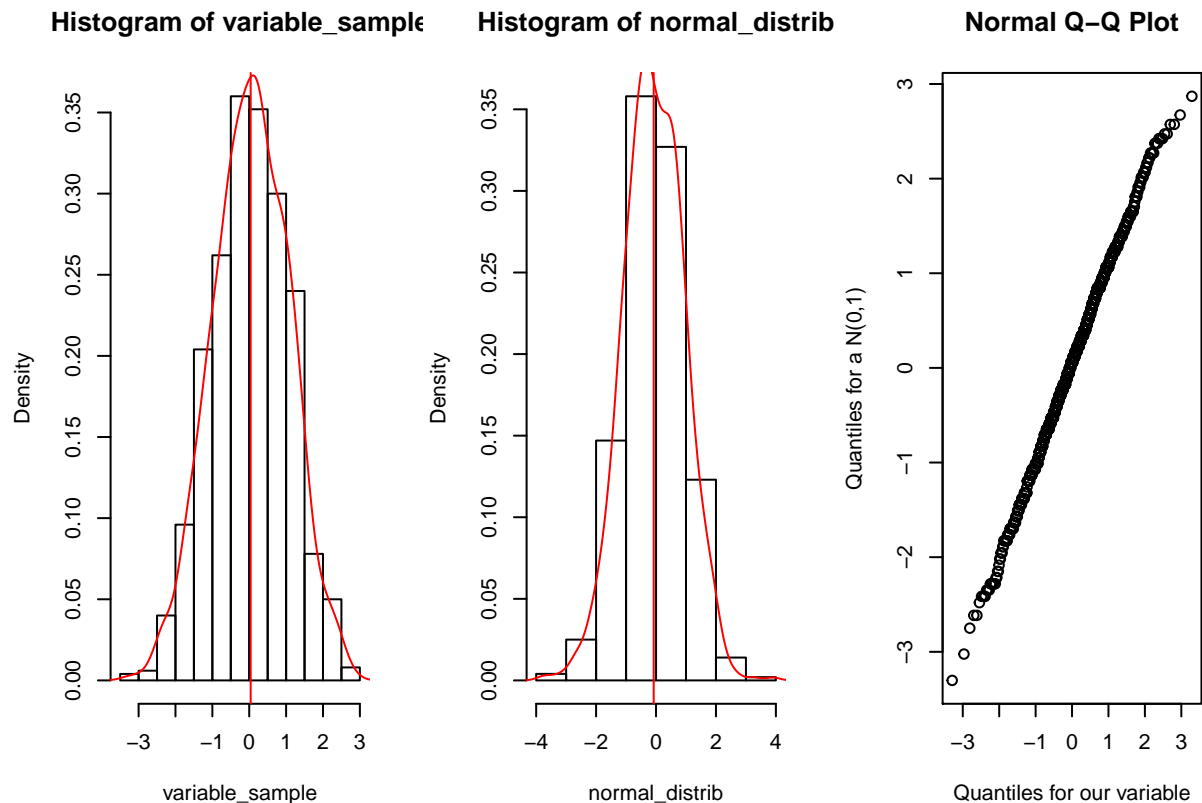 Histogram of variable_sample
Density
0.00 0.05 0.10 0.15 0.20 0.25 0.30 0.35
−3 −1 0 1 2 3
variable_sample
Histogram of normal_distrib
Density
0.00 0.05 0.10 0.15 0.20 0.25 0.30 0.35
−4 −2 0 2 4
normal_distrib
Normal Q−Q Plot
Quantiles for a N(0,1)
−3 −2 −1 0 1 2 3
−3 −2 −1 0 1 2 3
Quantiles for our variable